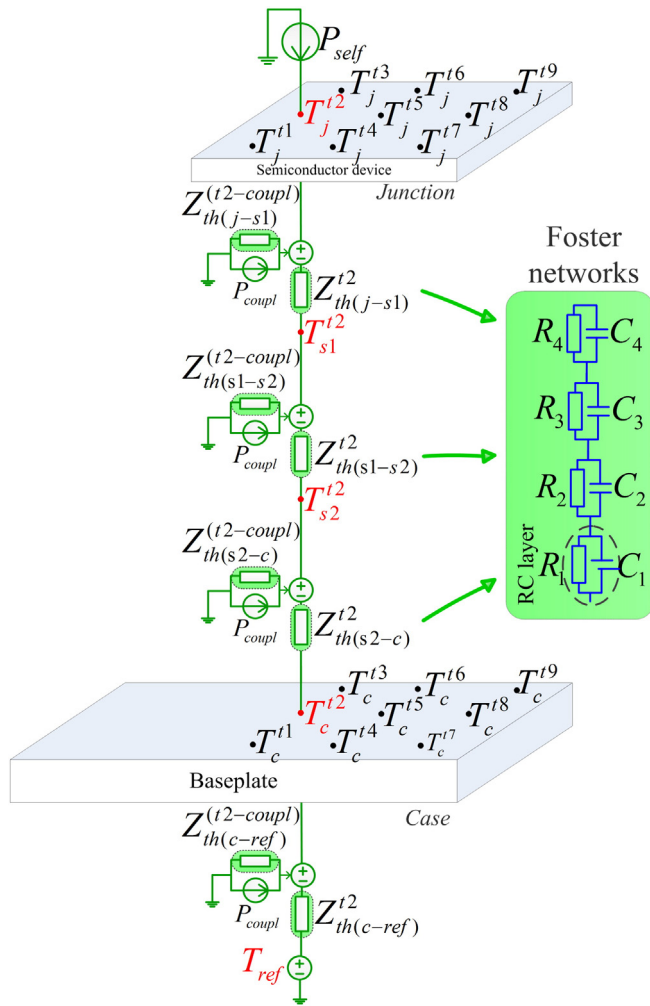 P_self
T_j^t3 T_j^t6 T_j^t9
T_j^t2 T_j^t5 T_j^t8
T_j^t1 T_j^t4 T_j^t7
Semiconductor device
Junction
Z_th(j−s1)^(t2−coupl)
P_coupl
Z_th(j−s1)^t2
T_s1^t2
Z_th(s1−s2)^(t2−coupl)
P_coupl
Z_th(s1−s2)^t2
T_s2^t2
Z_th(s2−c)^(t2−coupl)
P_coupl
Z_th(s2−c)^t2
Foster
networks
R_4 C_4
R_3 C_3
R_2 C_2
R_1 C_1
RC layer
T_c^t3 T_c^t6 T_c^t9
T_c^t2 T_c^t5 T_c^t8
T_c^t1 T_c^t4 T_c^t7
Baseplate
Case
Z_th(c−ref)^(t2−coupl)
P_coupl
Z_th(c−ref)^t2
T_ref